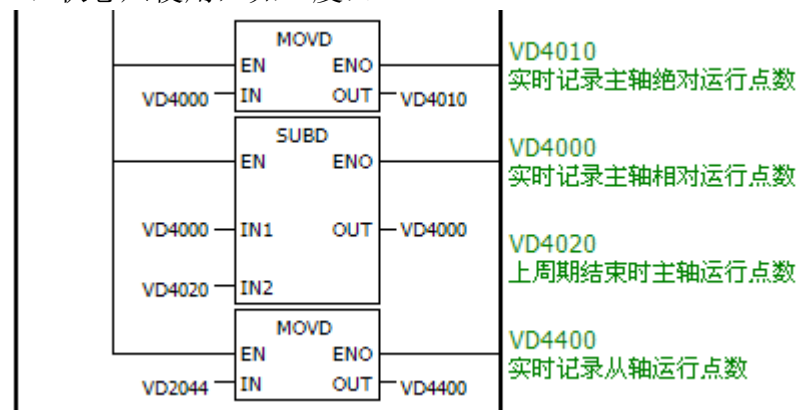 MOVD
EN ENO
VD4000 IN OUT VD4010
VD4010
实时记录主轴绝对运行点数
SUBD
EN ENO
VD4000 IN1 OUT VD4000
VD4020 IN2
VD4000
实时记录主轴相对运行点数
VD4020
上周期结束时主轴运行点数
MOVD
EN ENO
VD2044 IN OUT VD4400
VD4400
实时记录从轴运行点数